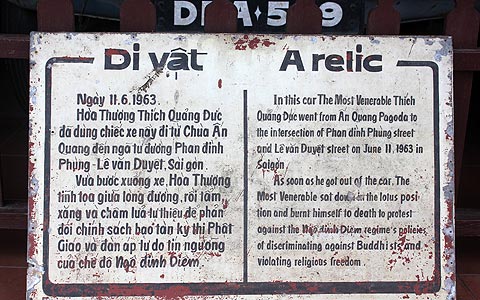 DBA·599
Di vật
Ngày 11.6.1963.
Hòa Thượng Thích Quảng Đức
đã dùng chiếc xe này đi từ Chùa Ấn
Quang đến ngã tư đường Phan đình
Phùng - Lê văn Duyệt, Sài gòn.
Vừa bước xuống xe, Hòa Thượng
tĩnh tọa giữa lòng đường, rồi tẩm
xăng và châm lửa tự thiêu để phản
đối chính sách bạo tàn kỳ thị Phật
Giáo và đàn áp tự do tín ngưỡng
của chế độ Ngô đình Diệm.
A relic
In this car The Most Venerable Thich
Quảng Đức went from Ấn Quang Pagoda to
the intersection of Phan đình Phùng street
and Lê văn Duyệt street on June 11, 1963 in
Saigòn.
As soon as he got out of the car, The
Most Venerable sat down in the lotus posi
tion and burnt himself to death to protest
against the Ngô đình Diệm regime's policies
of discriminating against Buddhists and
violating religious freedom.